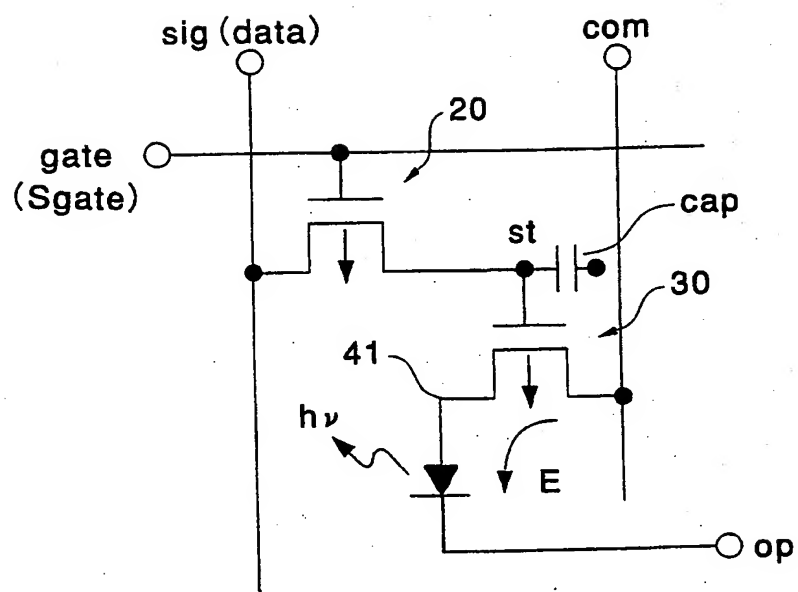 sig (data)
com
20
gate
(Sgate)
cap
st
30
41
hν
E
op